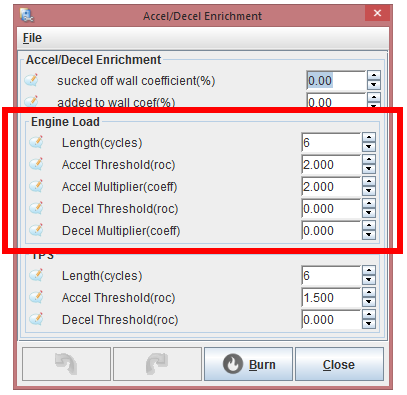 Accel/Decel Enrichment
File
Accel/Decel Enrichment
sucked off wall coefficient(%) 0.00
added to wall coef(%) 0.00
Engine Load
Length(cycles) 6
Accel Threshold(roc) 2.000
Accel Multiplier(coeff) 2.000
Decel Threshold(roc) 0.000
Decel Multiplier(coeff) 0.000
TPS
Length(cycles) 6
Accel Threshold(roc) 1.500
Decel Threshold(roc) 0.000
Burn Close